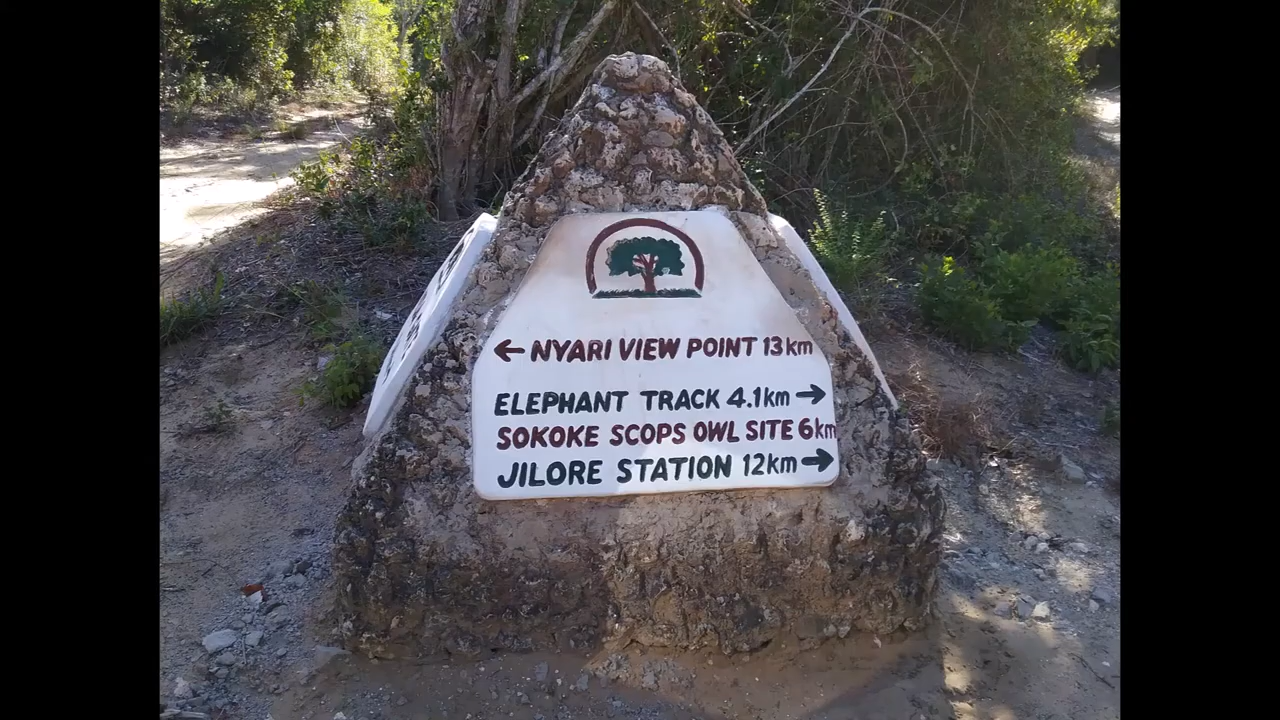 ← NYARI VIEW POINT 13km
ELEPHANT TRACK 4.1km →
SOKOKE SCOPS OWL SITE 6km
JILORE STATION 12km →